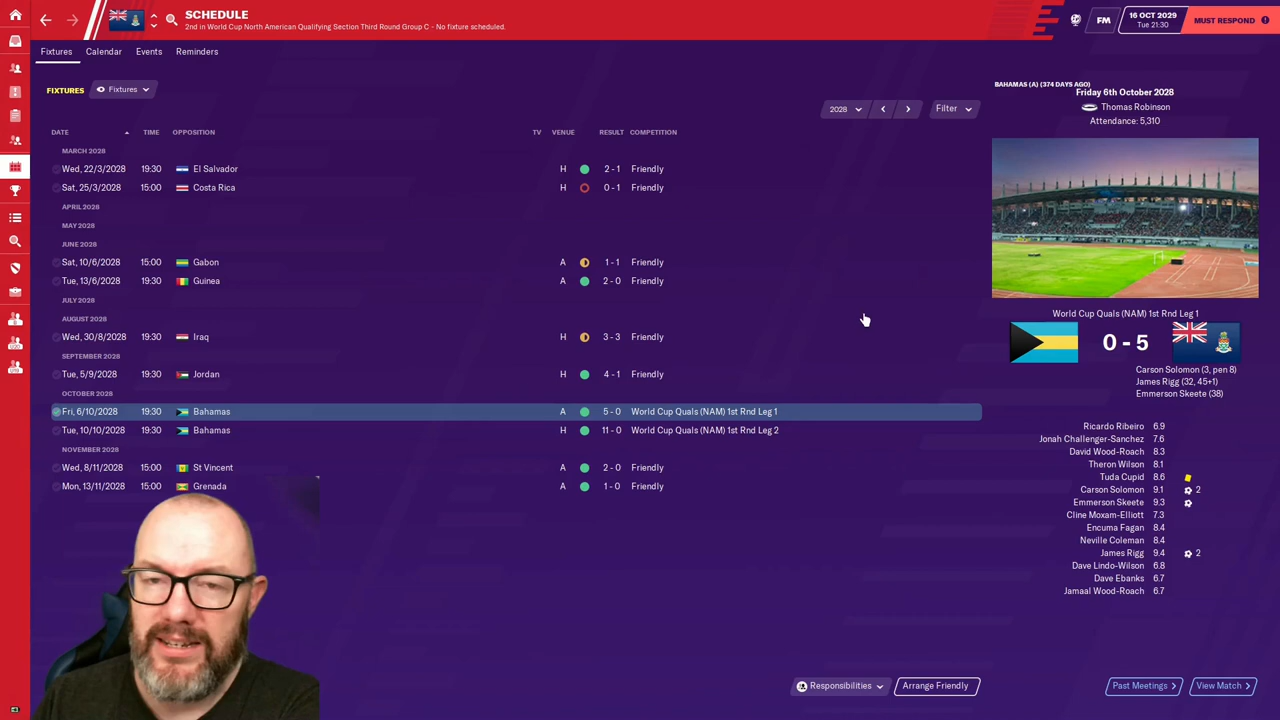 SCHEDULE
2nd in World Cup North American Qualifying Section Third Round Group C - No fixture scheduled.
FM
16 OCT 2029
Tue 21:30
MUST RESPOND
Fixtures Calendar Events Reminders
FIXTURES Fixtures
2028 Filter
DATE TIME OPPOSITION TV VENUE RESULT COMPETITION
MARCH 2028
Wed, 22/3/2028 19:30 El Salvador H 2 - 1 Friendly
Sat, 25/3/2028 15:00 Costa Rica H 0 - 1 Friendly
APRIL 2028
MAY 2028
JUNE 2028
Sat, 10/6/2028 15:00 Gabon A 1 - 1 Friendly
Tue, 13/6/2028 19:30 Guinea A 2 - 0 Friendly
JULY 2028
AUGUST 2028
Wed, 30/8/2028 19:30 Iraq H 3 - 3 Friendly
SEPTEMBER 2028
Tue, 5/9/2028 19:30 Jordan H 4 - 1 Friendly
OCTOBER 2028
Fri, 6/10/2028 19:30 Bahamas A 5 - 0 World Cup Quals (NAM) 1st Rnd Leg 1
Tue, 10/10/2028 19:30 Bahamas H 11 - 0 World Cup Quals (NAM) 1st Rnd Leg 2
NOVEMBER 2028
Wed, 8/11/2028 15:00 St Vincent A 2 - 0 Friendly
Mon, 13/11/2028 15:00 Grenada A 1 - 0 Friendly
BAHAMAS (A) (374 DAYS AGO)
Friday 6th October 2028
Thomas Robinson
Attendance: 5,310
World Cup Quals (NAM) 1st Rnd Leg 1
0 - 5
Carson Solomon (3, pen 8)
James Rigg (32, 45+1)
Emmerson Skeete (38)
Ricardo Ribeiro 6.9
Jonah Challenger-Sanchez 7.6
David Wood-Roach 8.3
Theron Wilson 8.1
Tuda Cupid 8.6
Carson Solomon 9.1 2
Emmerson Skeete 9.3
Cline Moxam-Elliott 7.3
Encuma Fagan 8.4
Neville Coleman 8.4
James Rigg 9.4 2
Dave Lindo-Wilson 6.8
Dave Ebanks 6.7
Jamaal Wood-Roach 6.7
Responsibilities Arrange Friendly
Past Meetings View Match